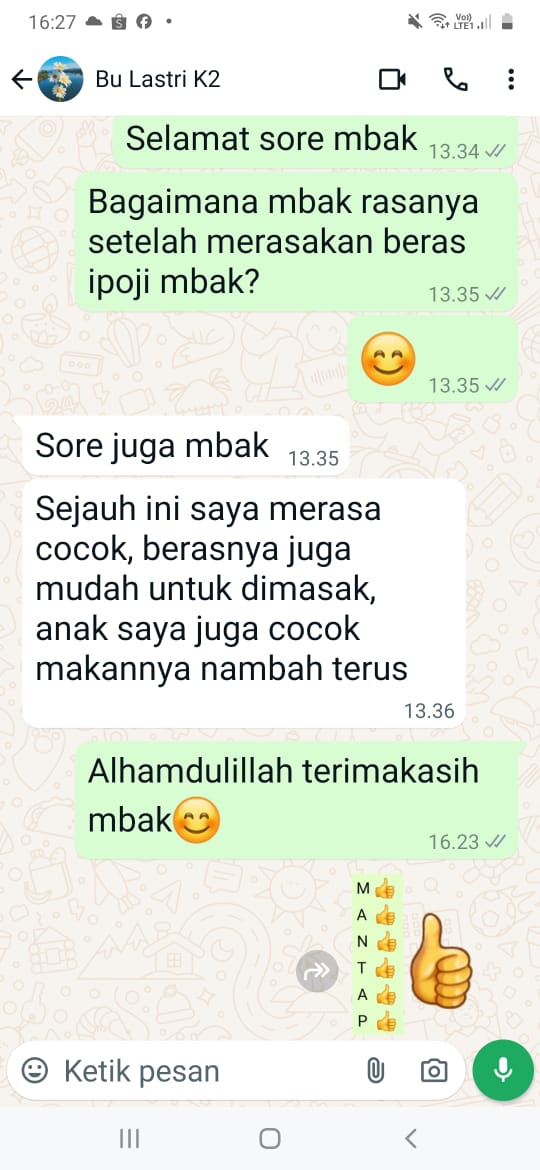 16:27
Vo)) LTE1
Bu Lastri K2
Selamat sore mbak 13.34
Bagaimana mbak rasanya
setelah merasakan beras
ipoji mbak?
13.35
13.35
Sore juga mbak 13.35
Sejauh ini saya merasa
cocok, berasnya juga
mudah untuk dimasak,
anak saya juga cocok
makannya nambah terus
13.36
Alhamdulillah terimakasih
mbak😊
16.23
M👍
A👍
N👍
T👍
A👍
P👍
Ketik pesan